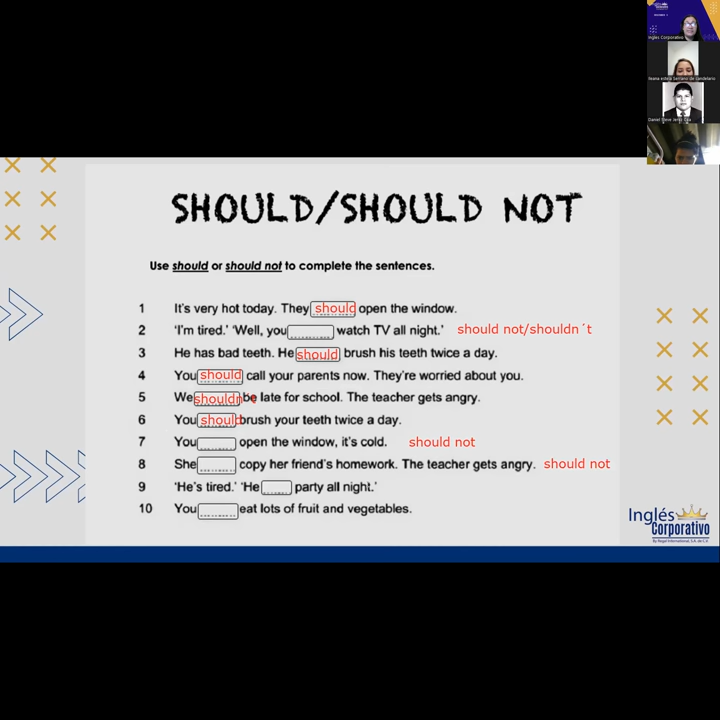 Inglés Corporativo
Daniel
SHOULD/SHOULD NOT
Use should or should not to complete the sentences.
1 It's very hot today. They should open the window.
2 'I'm tired.' 'Well, you watch TV all night.' should not/shouldn´t
3 He has bad teeth. He should brush his teeth twice a day.
4 You should call your parents now. They're worried about you.
5 We shouldn´t be late for school. The teacher gets angry.
6 You should brush your teeth twice a day.
7 You open the window, it's cold. should not
8 She copy her friend's homework. The teacher gets angry. should not
9 'He's tired.' 'He party all night.'
10 You eat lots of fruit and vegetables.
Inglés
Corporativo